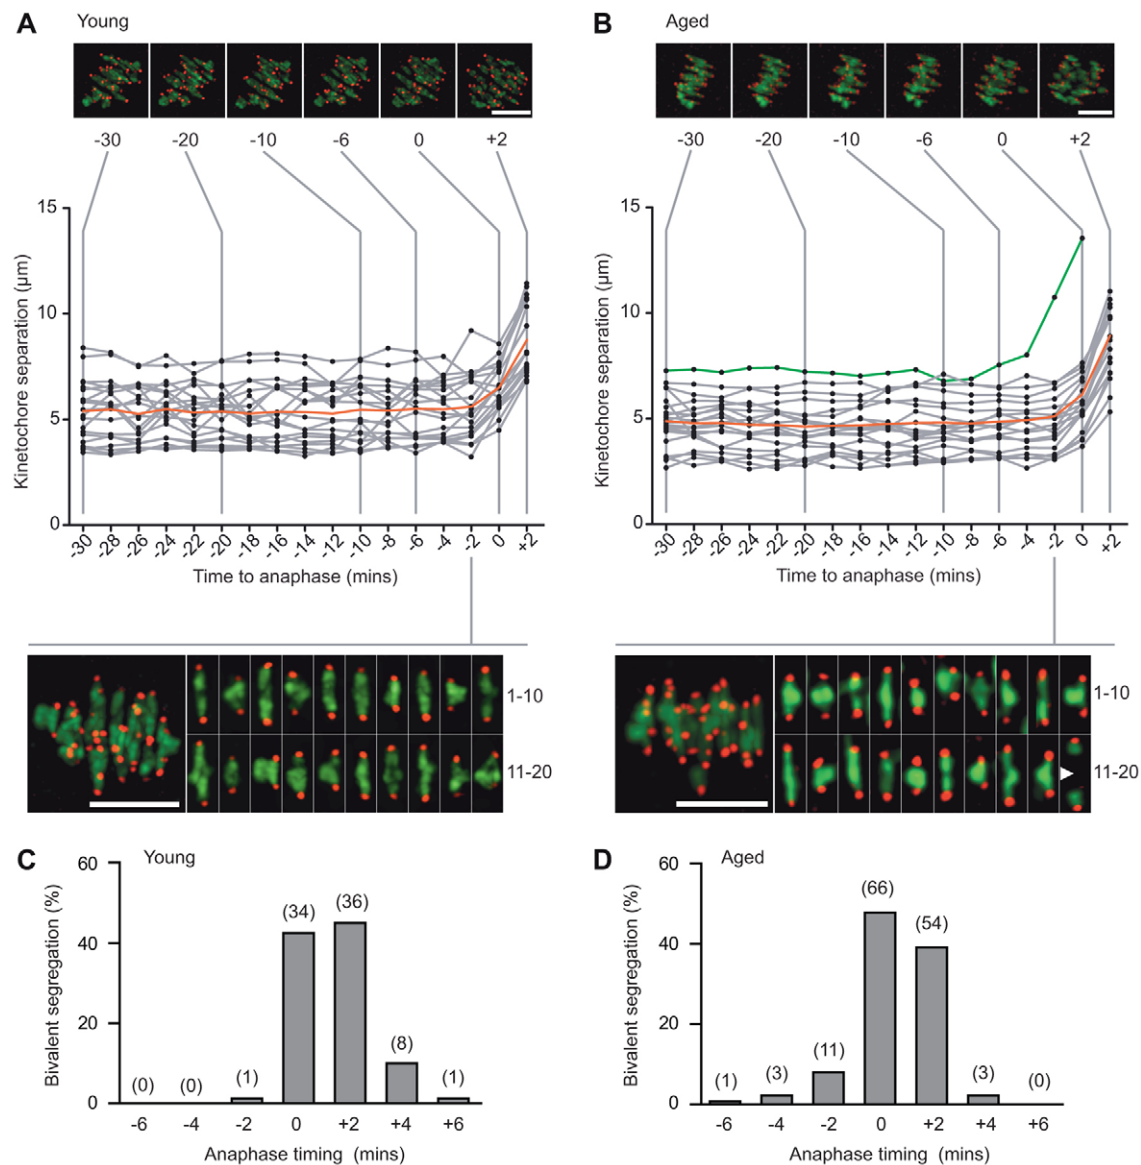 A Young
-30 -20 -10 -6 0 +2
Kinetochore separation (μm)
15
10
5
0
-30 -28 -26 -24 -22 -20 -18 -16 -14 -12 -10 -8 -6 -4 -2 0 +2
Time to anaphase (mins)
1-10
11-20
B Aged
-30 -20 -10 -6 0 +2
Kinetochore separation (μm)
15
10
5
0
-30 -28 -26 -24 -22 -20 -18 -16 -14 -12 -10 -8 -6 -4 -2 0 +2
Time to anaphase (mins)
1-10
11-20
C Young
Bivalent segregation (%)
60
40
20
0
(0) (0) (1) (34) (36) (8) (1)
-6 -4 -2 0 +2 +4 +6
Anaphase timing (mins)
D Aged
Bivalent segregation (%)
60
40
20
0
(1) (3) (11) (66) (54) (3) (0)
-6 -4 -2 0 +2 +4 +6
Anaphase timing (mins)